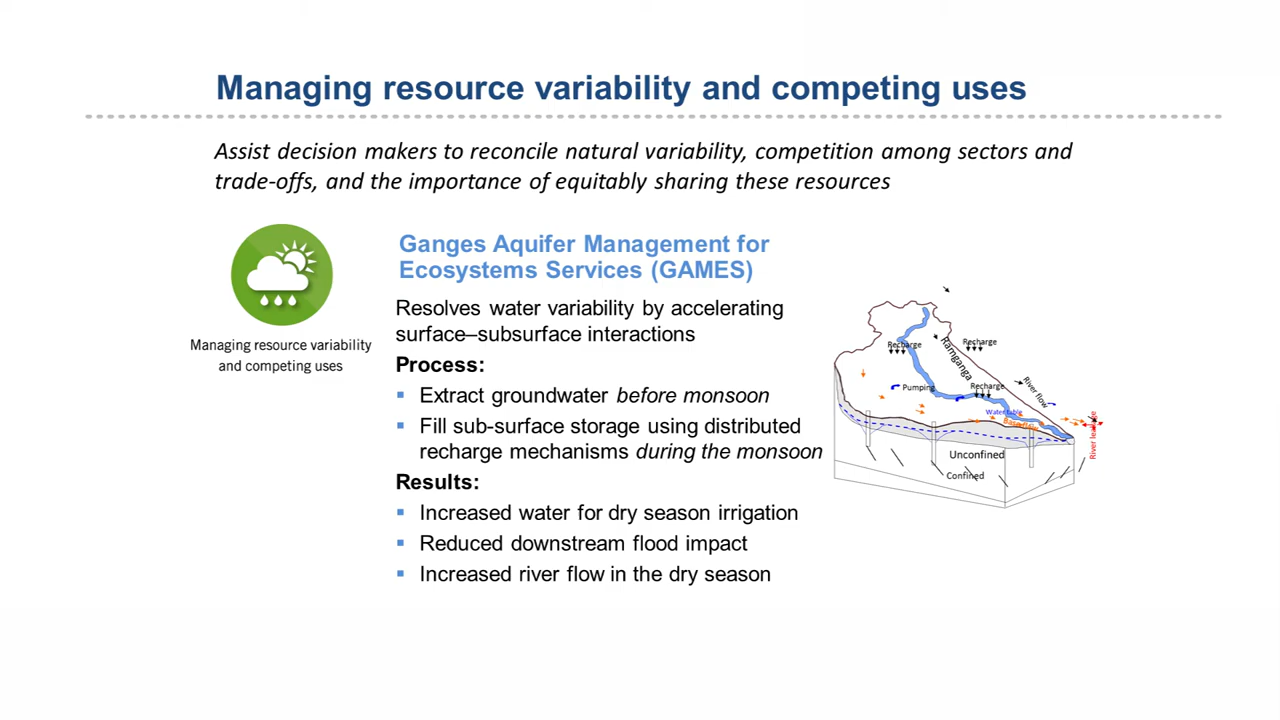 Managing resource variability and competing uses
Assist decision makers to reconcile natural variability, competition among sectors and
trade-offs, and the importance of equitably sharing these resources
Managing resource variability
and competing uses
Ganges Aquifer Management for
Ecosystems Services (GAMES)
Resolves water variability by accelerating
surface–subsurface interactions
Process:
▪ Extract groundwater before monsoon
▪ Fill sub-surface storage using distributed
recharge mechanisms during the monsoon
Results:
▪ Increased water for dry season irrigation
▪ Reduced downstream flood impact
▪ Increased river flow in the dry season
Recharge
Recharge
Ramganga
Pumping
Recharge
River flow
Water table
Base flow
River leakage
Unconfined
Confined